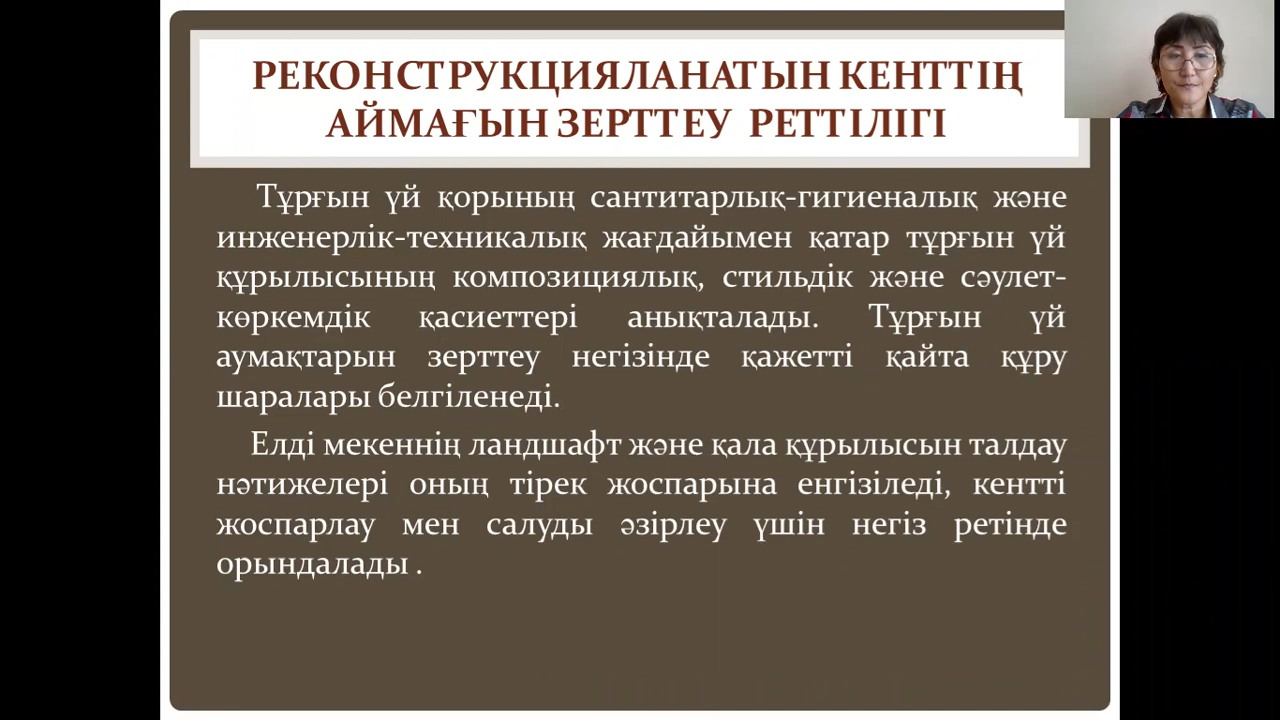 РЕКОНСТРУКЦИЯЛАНАТЫН КЕНТТІҢ
АЙМАҒЫН ЗЕРТТЕУ РЕТТІЛІГІ
Тұрғын үй қорының сантитарлық-гигиеналық және
инженерлік-техникалық жағдайымен қатар тұрғын үй
құрылысының композициялық, стильдік және сәулет-
көркемдік қасиеттері анықталады. Тұрғын үй
аумақтарын зерттеу негізінде қажетті қайта құру
шаралары белгіленеді.
Елді мекеннің ландшафт және қала құрылысын талдау
нәтижелері оның тірек жоспарына енгізіледі, кентті
жоспарлау мен салуды әзірлеу үшін негіз ретінде
орындалады .